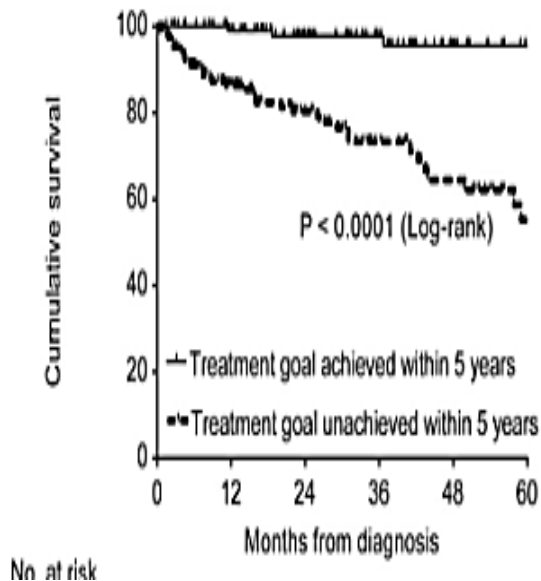 Cumulative survival
100
80
60
40
20
0
P < 0.0001 (Log-rank)
Treatment goal achieved within 5 years
Treatment goal unachieved within 5 years
0 12 24 36 48 60
Months from diagnosis
No. at risk